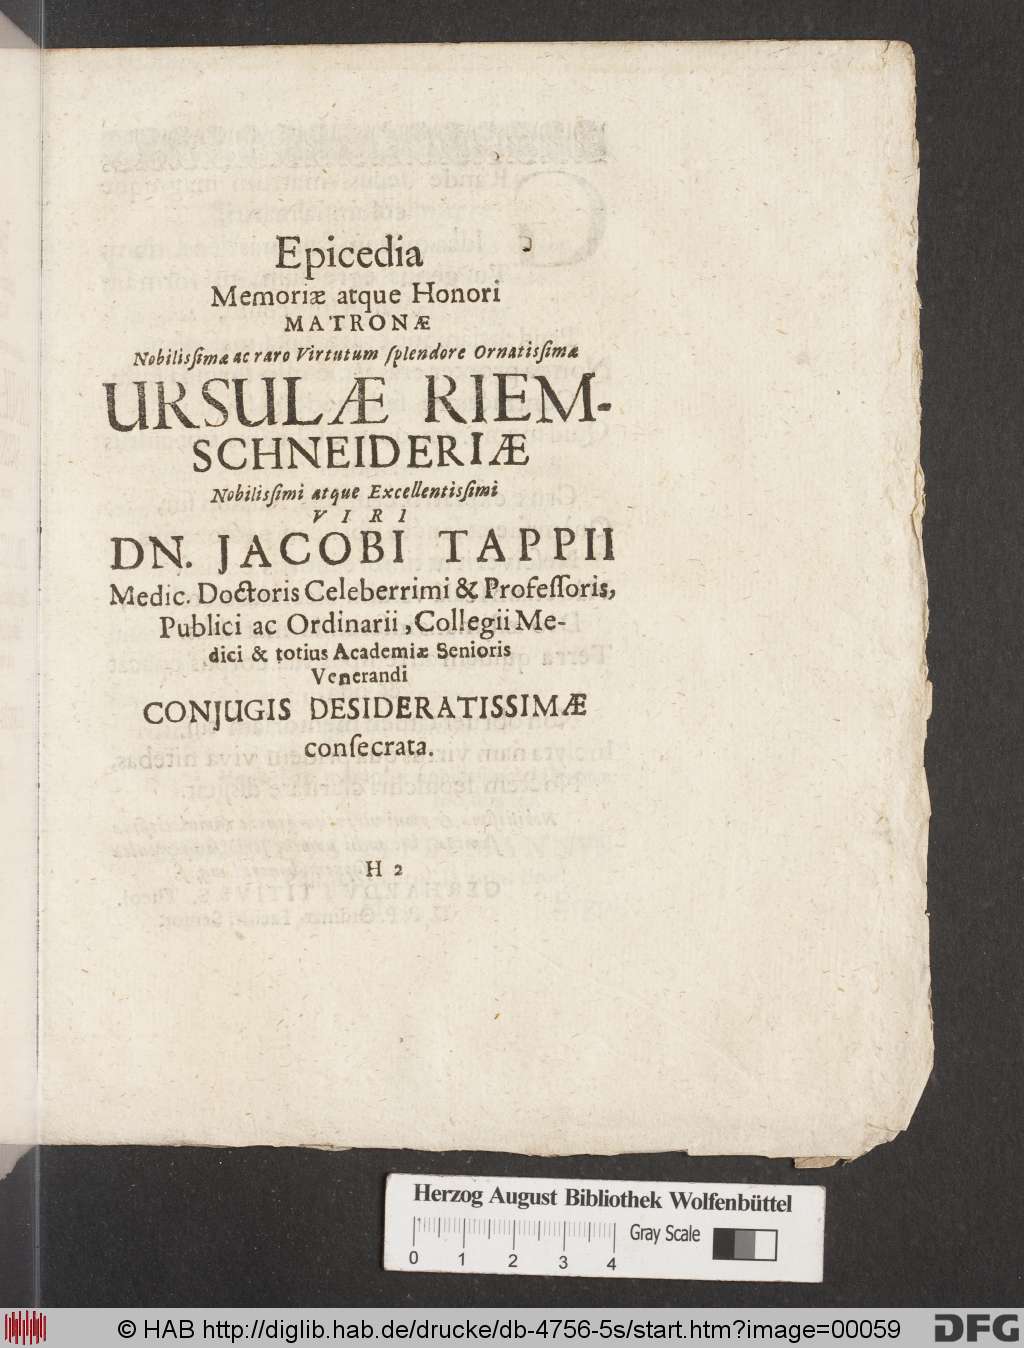 Epicedia
Memoriæ atque Honori
MATRONÆ
Nobilisſimæ ac raro Virtutum ſplendore Ornatisſimæ
URSULÆ RIEM-
SCHNEIDERIÆ
Nobilisſimi atque Excellentisſimi
VIRI
DN. JACOBI TAPPII
Medic. Doctoris Celeberrimi & Profeſſoris,
Publici ac Ordinarii, Collegii Me-
dici & totius Academiæ Senioris
Venerandi
CONJUGIS DESIDERATISSIMÆ
conſecrata.
H 2
Herzog August Bibliothek Wolfenbüttel
Gray Scale
0 1 2 3 4
© HAB http://diglib.hab.de/drucke/db-4756-5s/start.htm?image=00059
DFG